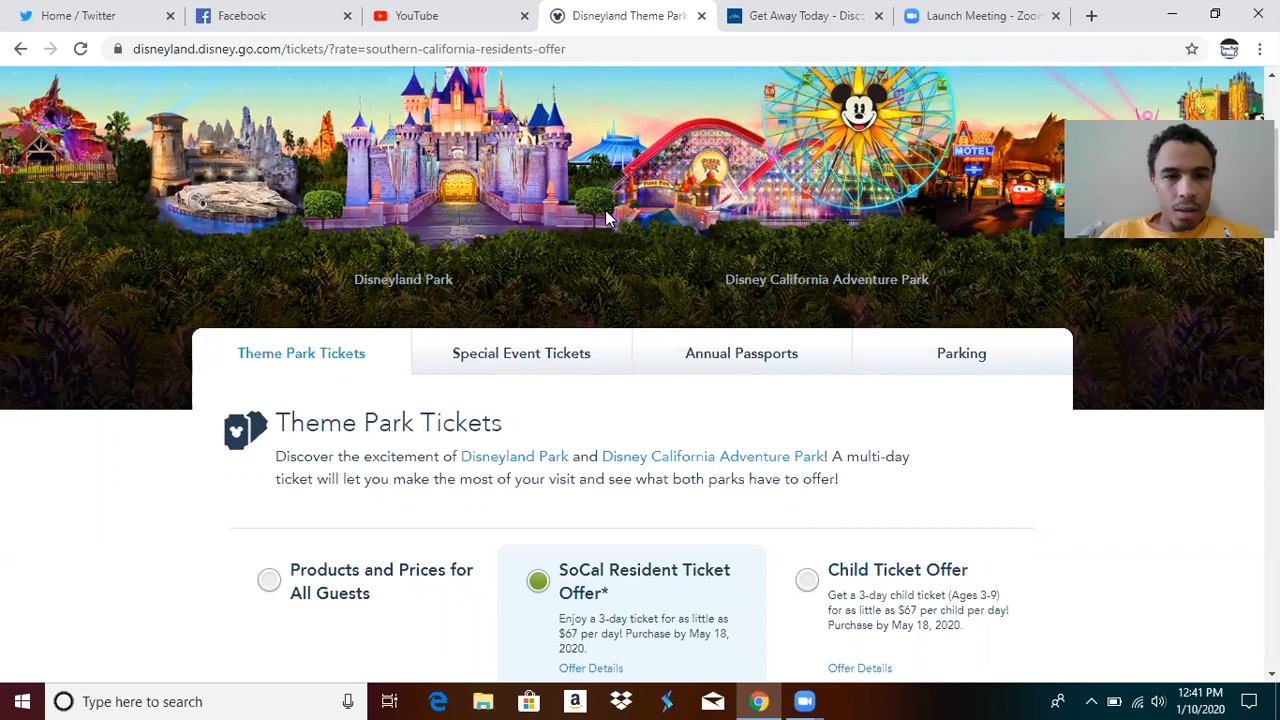 Home / Twitter
Facebook
YouTube
Disneyland Theme Park
Get Away Today - Disco
Launch Meeting - Zoom
disneyland.disney.go.com/tickets/?rate=southern-california-residents-offer
MOTEL
Disneyland Park
Disney California Adventure Park
Theme Park Tickets
Special Event Tickets
Annual Passports
Parking
Theme Park Tickets
Discover the excitement of Disneyland Park and Disney California Adventure Park! A multi-day
ticket will let you make the most of your visit and see what both parks have to offer!
Products and Prices for
All Guests
SoCal Resident Ticket
Offer*
Enjoy a 3-day ticket for as little as
$67 per day! Purchase by May 18,
2020.
Offer Details
Child Ticket Offer
Get a 3-day child ticket (Ages 3-9)
for as little as $67 per child per day!
Purchase by May 18, 2020.
Offer Details
Type here to search
12:41 PM
1/10/2020